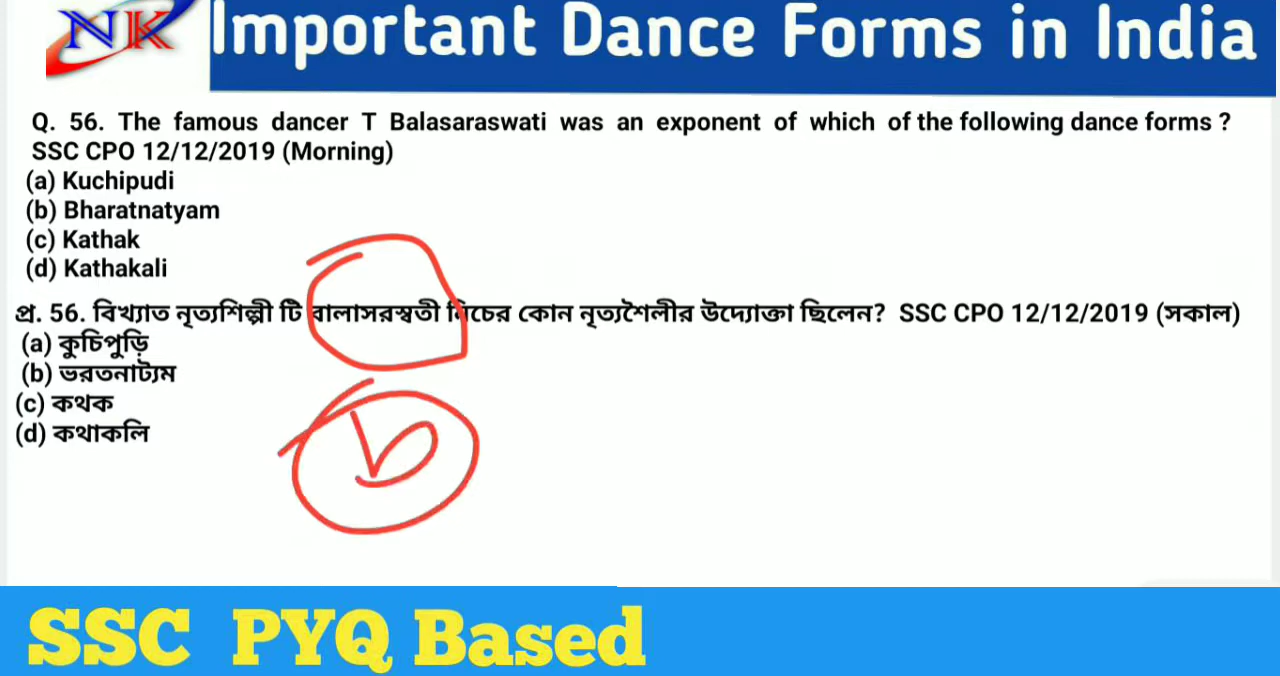 NK Important Dance Forms in India
Q. 56. The famous dancer T Balasaraswati was an exponent of which of the following dance forms ?
SSC CPO 12/12/2019 (Morning)
(a) Kuchipudi
(b) Bharatnatyam
(c) Kathak
(d) Kathakali
প্র. 56. বিখ্যাত নৃত্যশিল্পী টি বালাসরস্বতী নিচের কোন নৃত্যশৈলীর উদ্যোক্তা ছিলেন? SSC CPO 12/12/2019 (সকাল)
(a) কুচিপুড়ি
(b) ভরতনাট্যম
(c) কথক
(d) কথাকলি
b
SSC PYQ Based